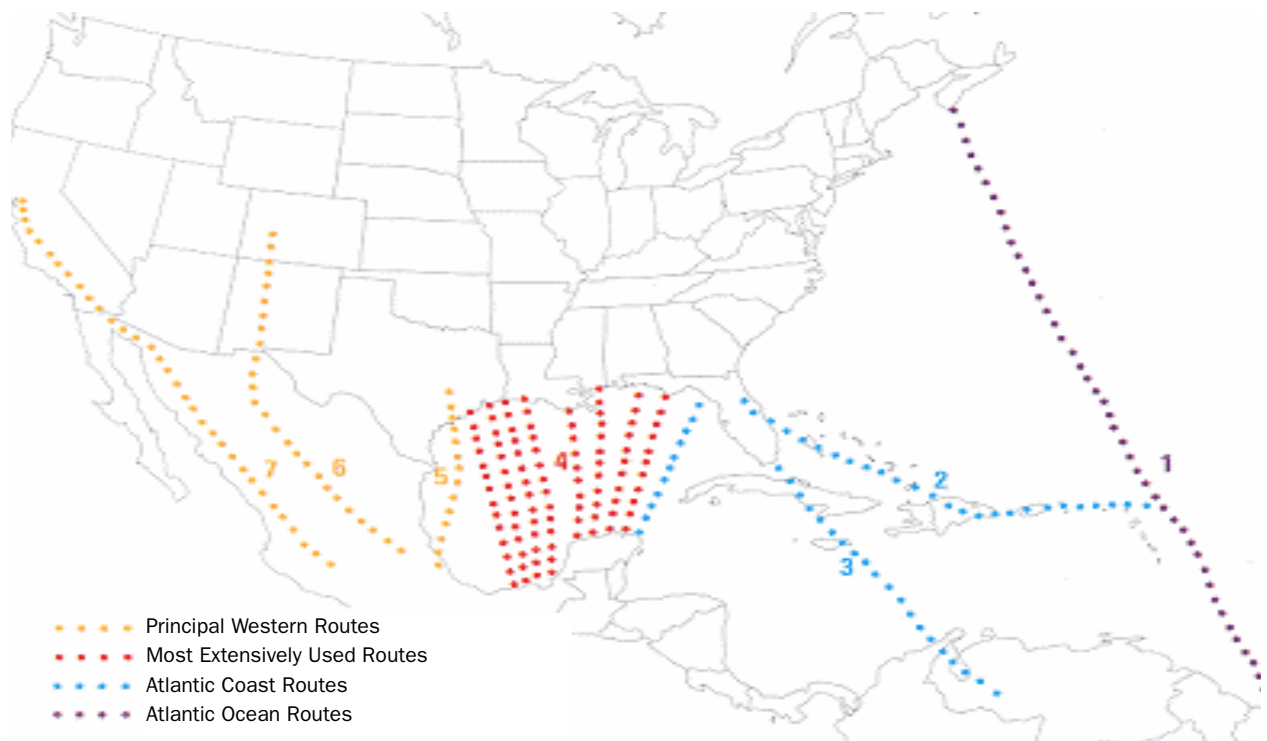 1
2
3
4
5
6
7
Principal Western Routes
Most Extensively Used Routes
Atlantic Coast Routes
Atlantic Ocean Routes